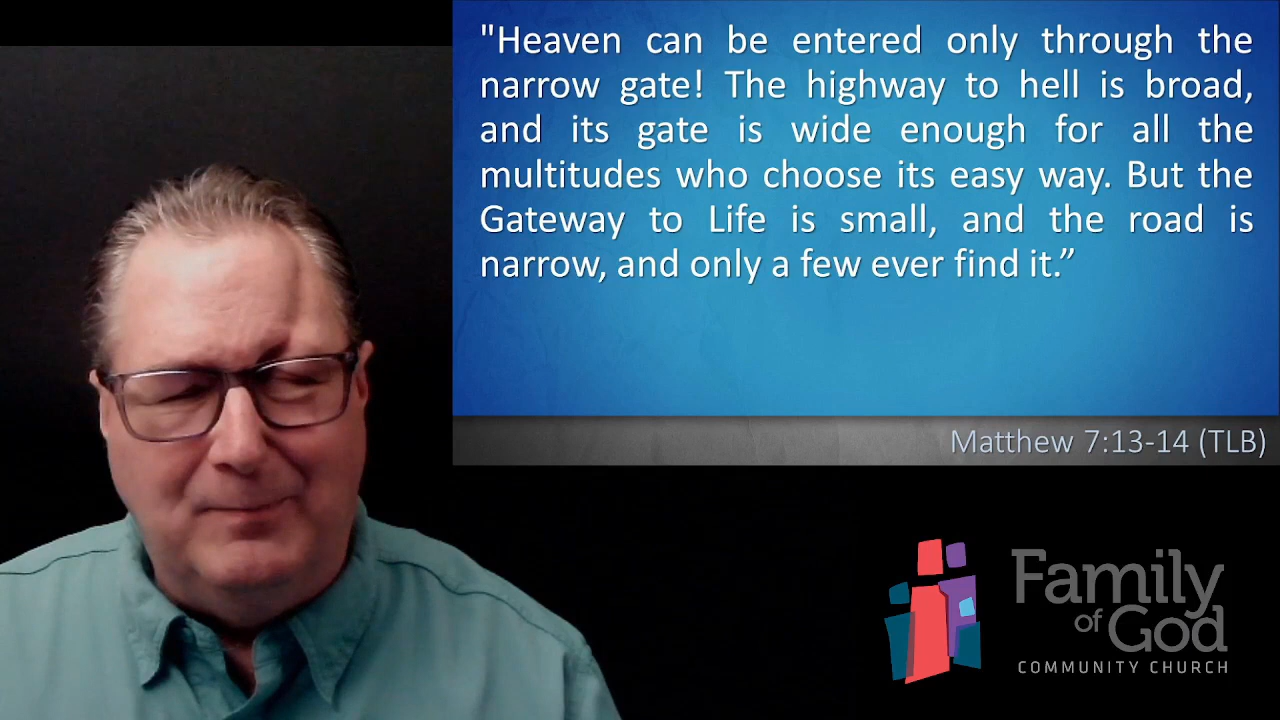 "Heaven can be entered only through the
narrow gate! The highway to hell is broad,
and its gate is wide enough for all the
multitudes who choose its easy way. But the
Gateway to Life is small, and the road is
narrow, and only a few ever find it.”
Matthew 7:13-14 (TLB)
Family
of God
COMMUNITY CHURCH